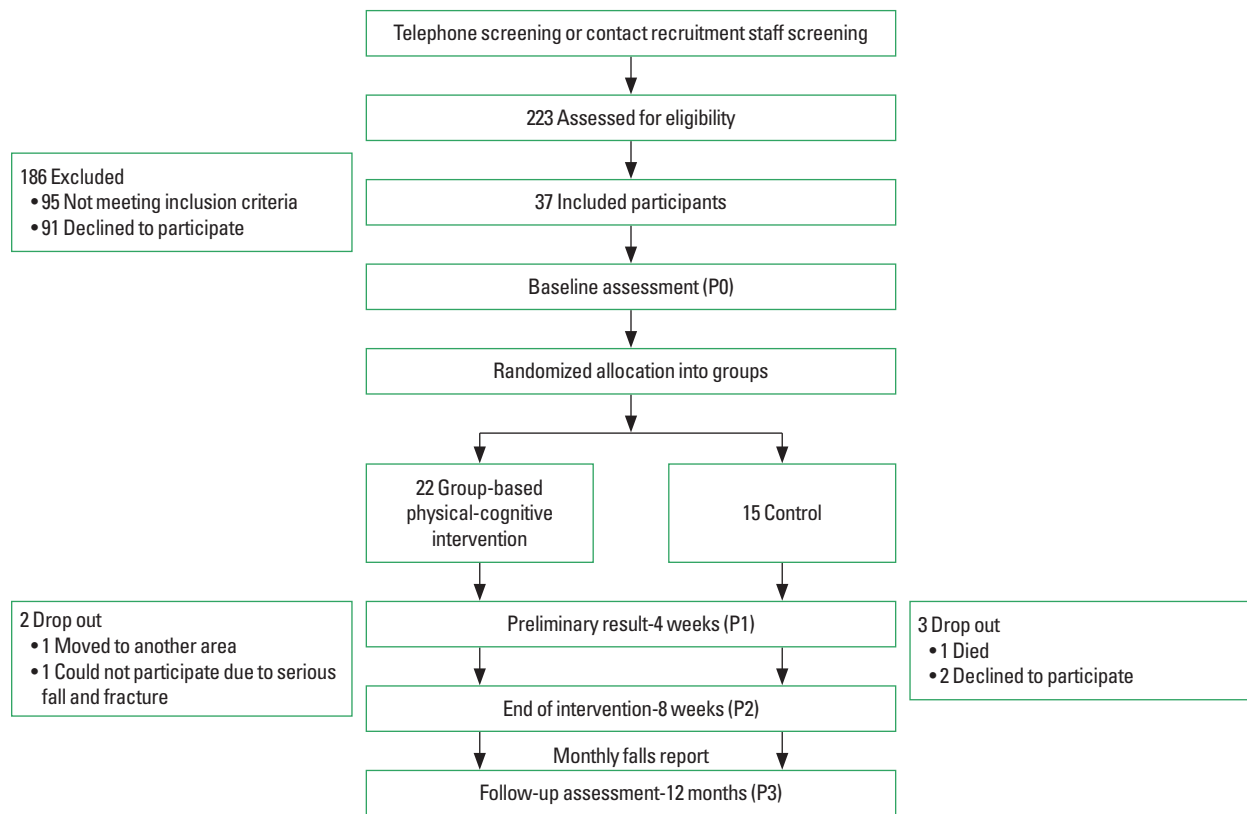 Telephone screening or contact recruitment staff screening
223 Assessed for eligibility
186 Excluded
• 95 Not meeting inclusion criteria
• 91 Declined to participate
37 Included participants
Baseline assessment (P0)
Randomized allocation into groups
22 Group-based
physical-cognitive
intervention
15 Control
2 Drop out
• 1 Moved to another area
• 1 Could not participate due to serious
fall and fracture
Preliminary result-4 weeks (P1)
3 Drop out
• 1 Died
• 2 Declined to participate
End of intervention-8 weeks (P2)
Monthly falls report
Follow-up assessment-12 months (P3)